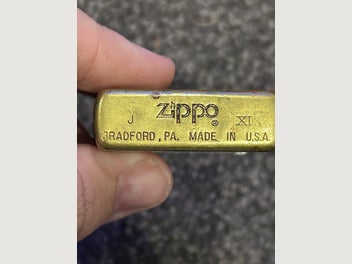 Zippo®
J XI
BRADFORD, PA. MADE IN U.S.A.